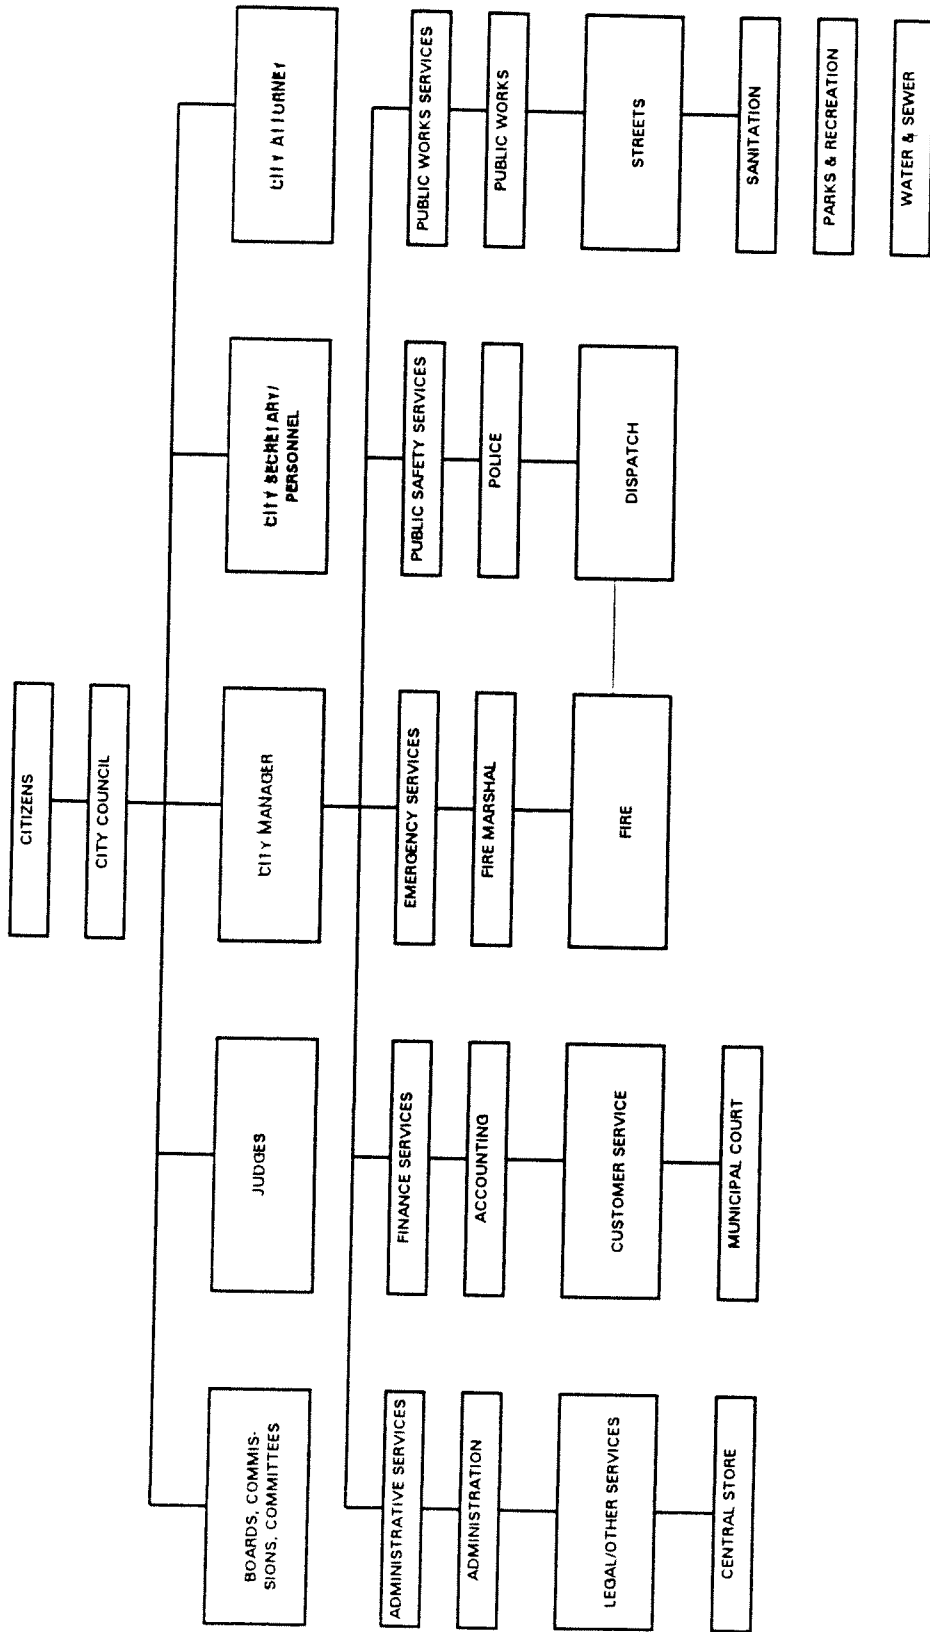 CITIZENS
CITY COUNCIL
BOARDS, COMMIS-
SIONS, COMMITTEES
JUDGES
CITY MANAGER
CITY SECRETARY/
PERSONNEL
CITY ATTORNEY
ADMINISTRATIVE SERVICES
FINANCE SERVICES
EMERGENCY SERVICES
PUBLIC SAFETY SERVICES
PUBLIC WORKS SERVICES
ADMINISTRATION
ACCOUNTING
FIRE MARSHAL
POLICE
PUBLIC WORKS
LEGAL/OTHER SERVICES
CUSTOMER SERVICE
FIRE
DISPATCH
STREETS
CENTRAL STORE
MUNICIPAL COURT
SANITATION
PARKS & RECREATION
WATER & SEWER